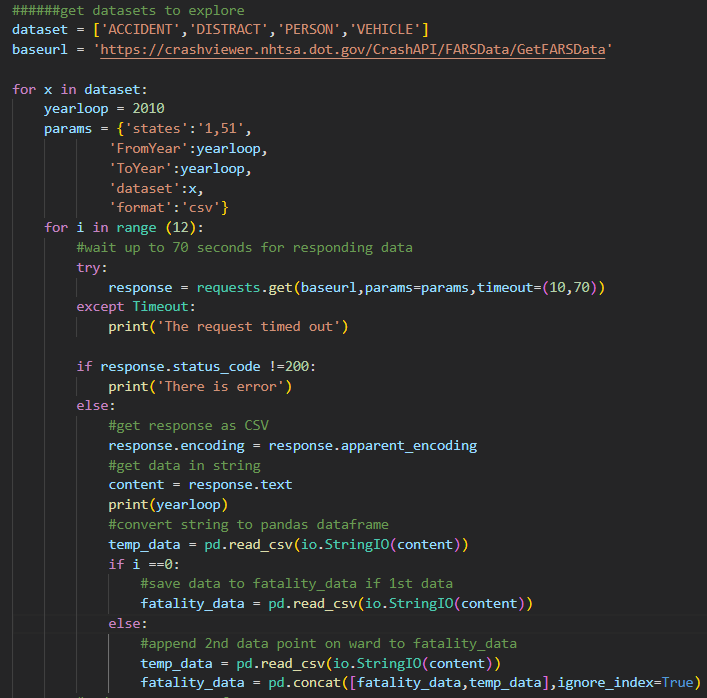 ######get datasets to explore
dataset = ['ACCIDENT','DISTRACT','PERSON','VEHICLE']
baseurl = 'https://crashviewer.nhtsa.dot.gov/CrashAPI/FARSData/GetFARSData'

for x in dataset:
    yearloop = 2010
    params = {'states':'1,51',
            'FromYear':yearloop,
            'ToYear':yearloop,
            'dataset':x,
            'format':'csv'}
    for i in range (12):
        #wait up to 70 seconds for responding data
        try:
            response = requests.get(baseurl,params=params,timeout=(10,70))
        except Timeout:
            print('The request timed out')

        if response.status_code !=200:
            print('There is error')
        else:
            #get response as CSV
            response.encoding = response.apparent_encoding
            #get data in string
            content = response.text
            print(yearloop)
            #convert string to pandas dataframe
            temp_data = pd.read_csv(io.StringIO(content))
            if i ==0:
                #save data to fatality_data if 1st data
                fatality_data = pd.read_csv(io.StringIO(content))
            else:
                #append 2nd data point on ward to fatality_data
                temp_data = pd.read_csv(io.StringIO(content))
                fatality_data = pd.concat([fatality_data,temp_data],ignore_index=True)